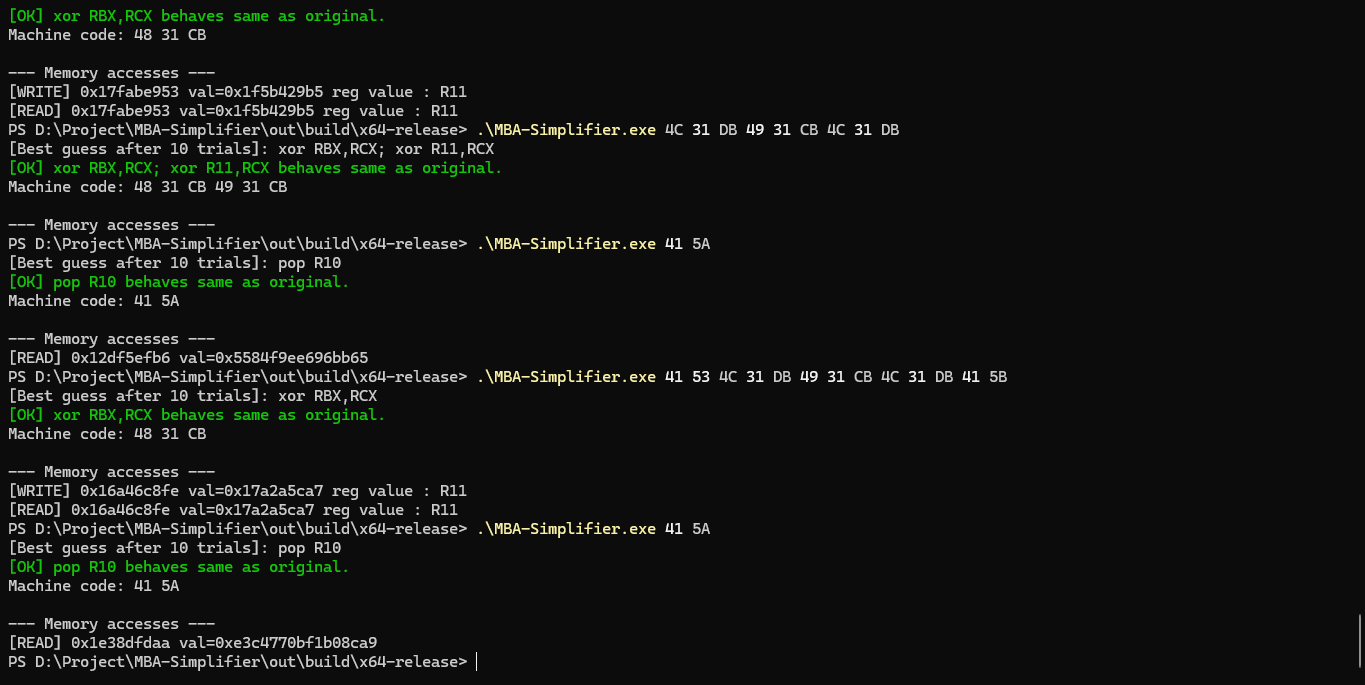 [OK] xor RBX,RCX behaves same as original.
Machine code: 48 31 CB
--- Memory accesses ---
[WRITE] 0x17fabe953 val=0x1f5b429b5 reg value : R11
[READ] 0x17fabe953 val=0x1f5b429b5 reg value : R11
PS D:\Project\MBA-Simplifier\out\build\x64-release> .\MBA-Simplifier.exe 4C 31 DB 49 31 CB 4C 31 DB
[Best guess after 10 trials]: xor RBX,RCX; xor R11,RCX
[OK] xor RBX,RCX; xor R11,RCX behaves same as original.
Machine code: 48 31 CB 49 31 CB
--- Memory accesses ---
PS D:\Project\MBA-Simplifier\out\build\x64-release> .\MBA-Simplifier.exe 41 5A
[Best guess after 10 trials]: pop R10
[OK] pop R10 behaves same as original.
Machine code: 41 5A
--- Memory accesses ---
[READ] 0x12df5efb6 val=0x5584f9ee696bb65
PS D:\Project\MBA-Simplifier\out\build\x64-release> .\MBA-Simplifier.exe 41 53 4C 31 DB 49 31 CB 4C 31 DB 41 5B
[Best guess after 10 trials]: xor RBX,RCX
[OK] xor RBX,RCX behaves same as original.
Machine code: 48 31 CB
--- Memory accesses ---
[WRITE] 0x16a46c8fe val=0x17a2a5ca7 reg value : R11
[READ] 0x16a46c8fe val=0x17a2a5ca7 reg value : R11
PS D:\Project\MBA-Simplifier\out\build\x64-release> .\MBA-Simplifier.exe 41 5A
[Best guess after 10 trials]: pop R10
[OK] pop R10 behaves same as original.
Machine code: 41 5A
--- Memory accesses ---
[READ] 0x1e38dfdaa val=0xe3c4770bf1b08ca9
PS D:\Project\MBA-Simplifier\out\build\x64-release>